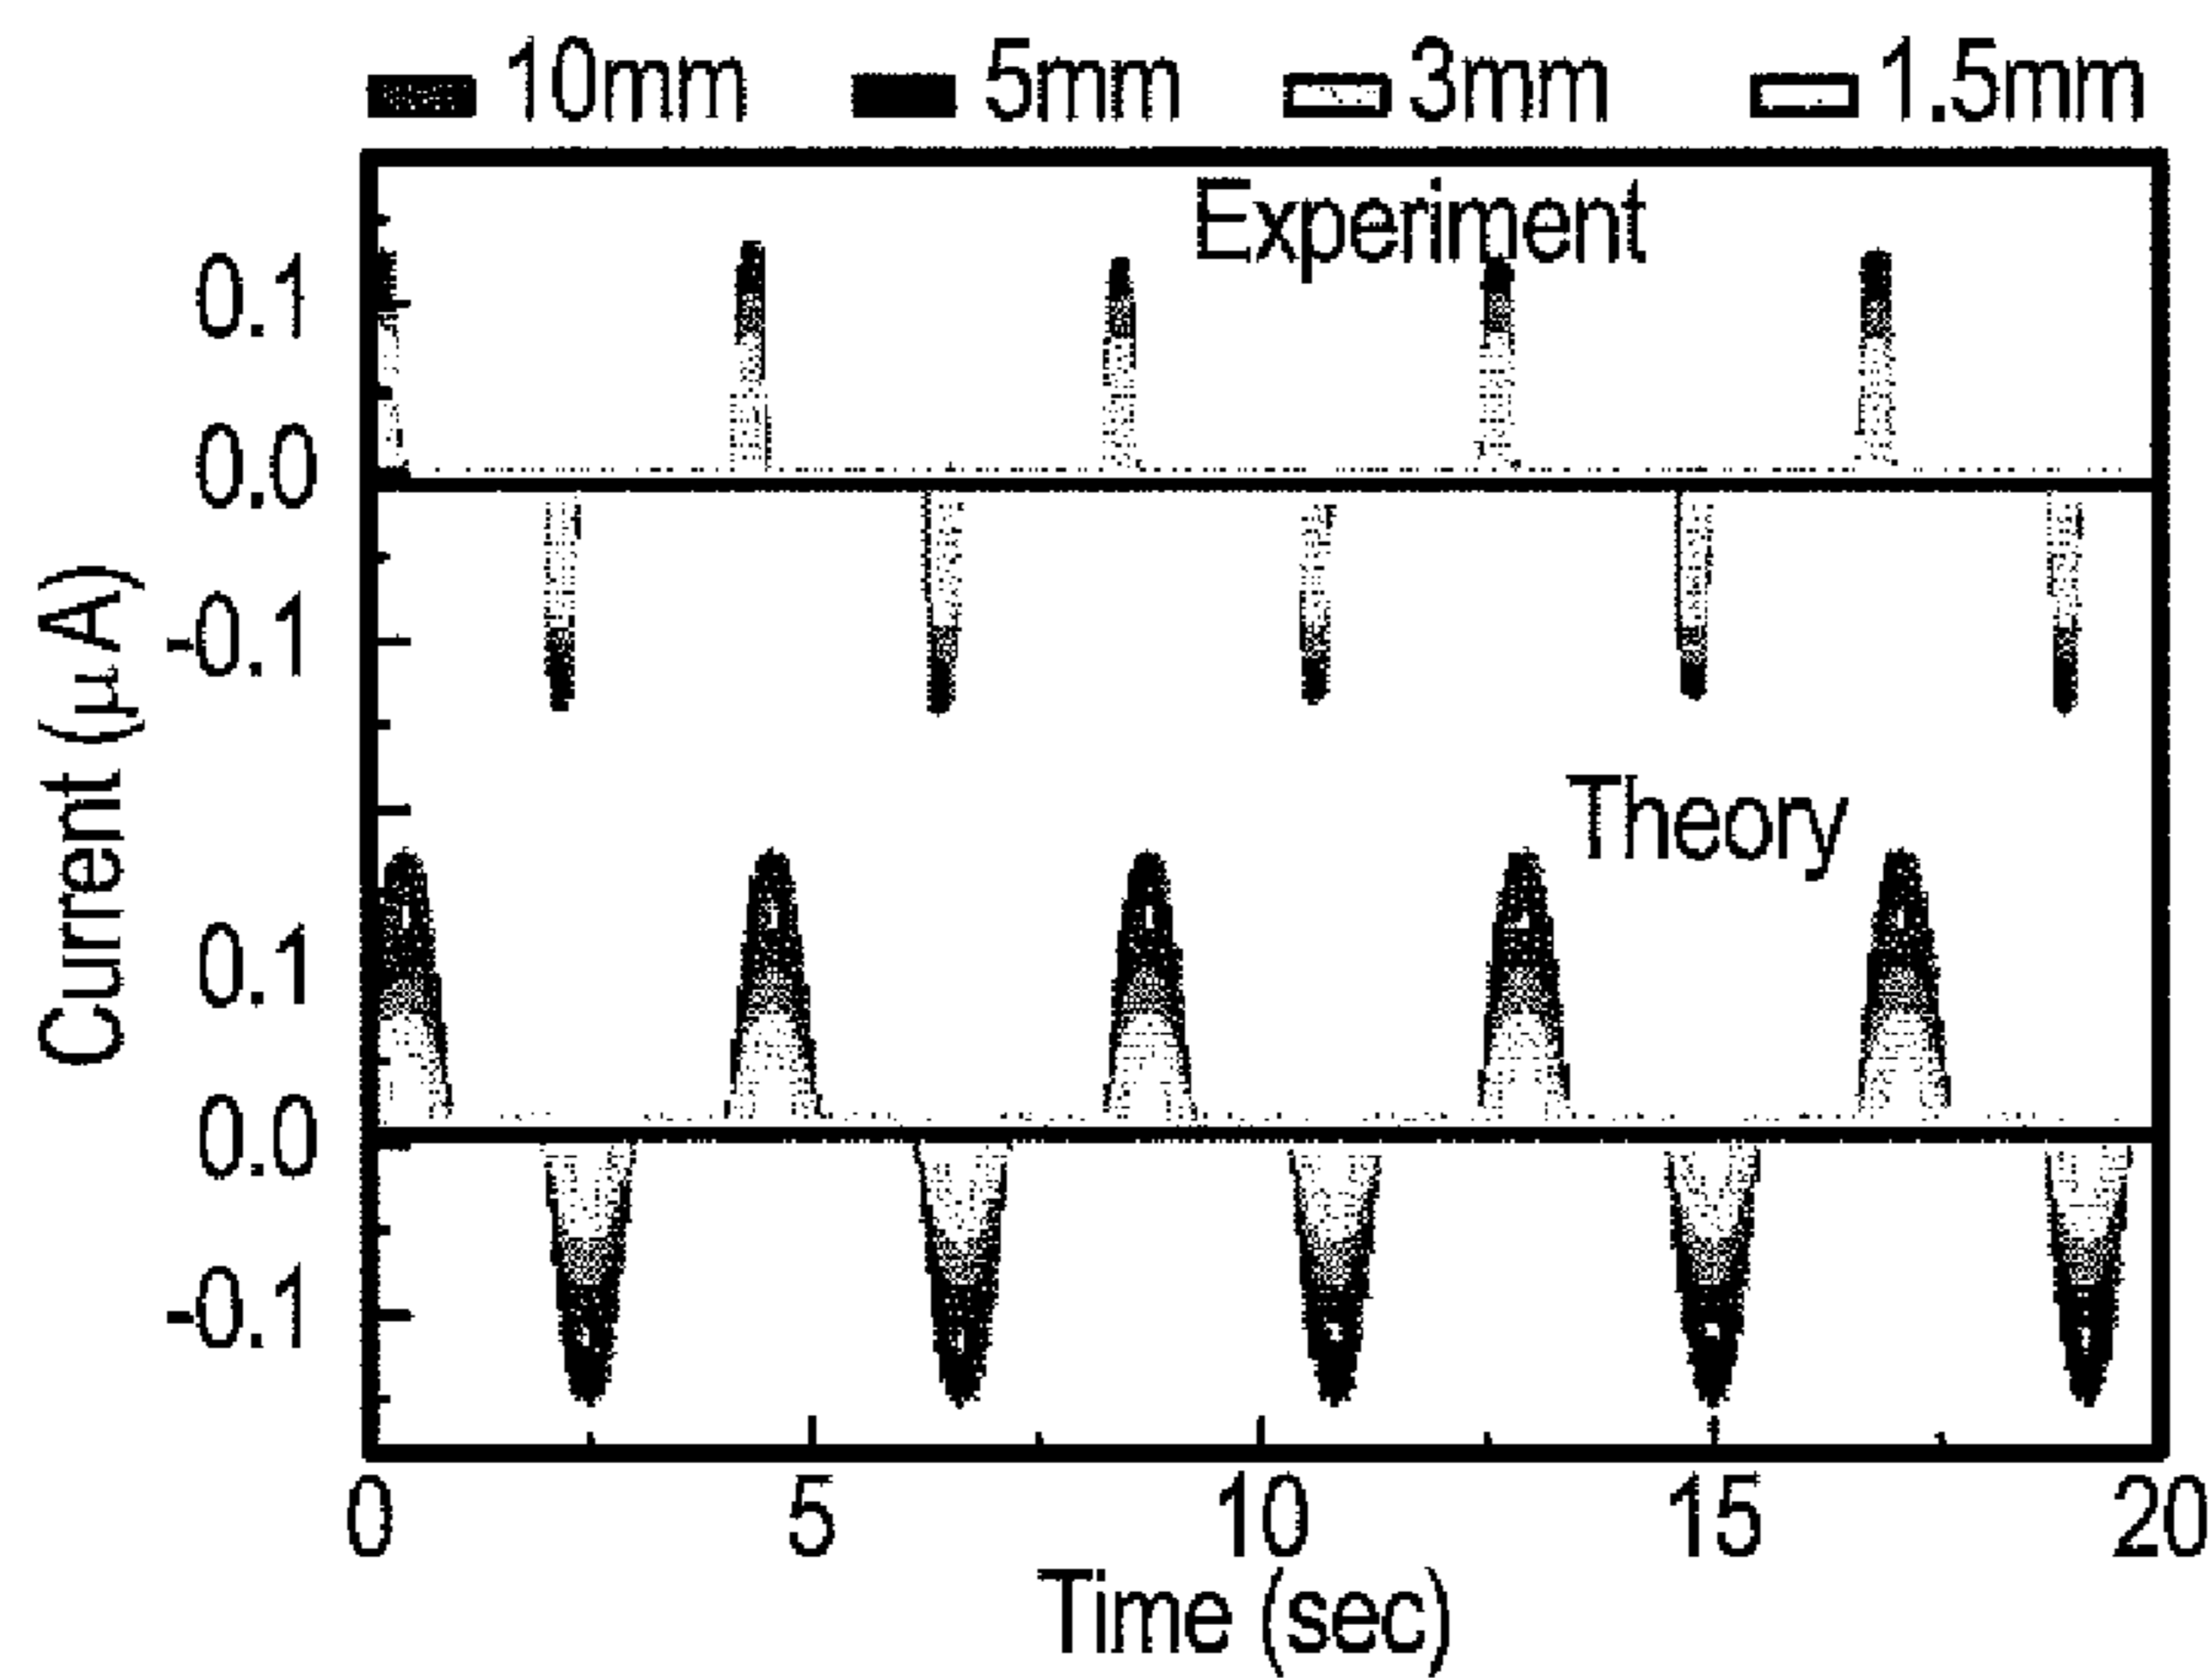 10mm 5mm 3mm 1.5mm
Experiment
0.1
0.0
-0.1
Theory
0.1
0.0
-0.1
Current (μA)
0 5 10 15 20
Time (sec)